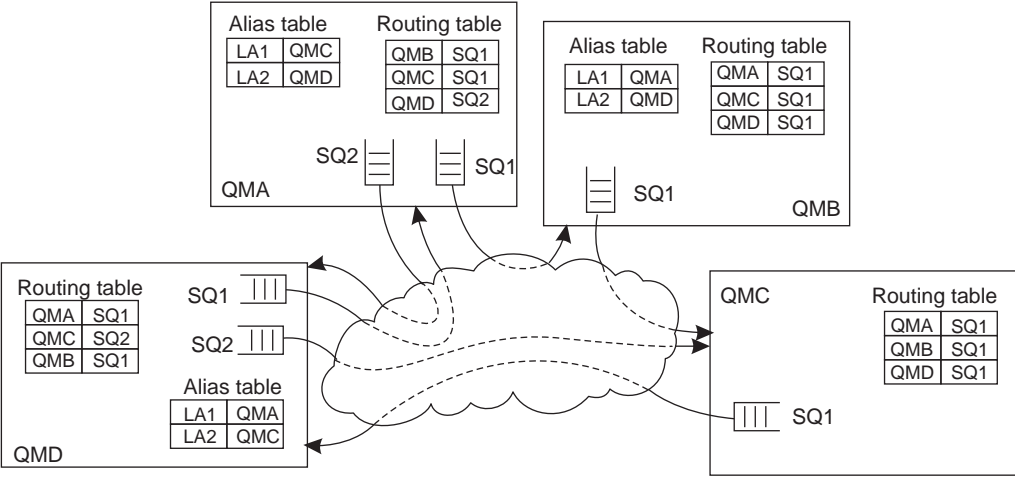 Alias table
LA1 QMC
LA2 QMD
Routing table
QMB SQ1
QMC SQ1
QMD SQ2
SQ2
SQ1
QMA
Alias table
LA1 QMA
LA2 QMD
Routing table
QMA SQ1
QMC SQ1
QMD SQ1
SQ1
QMB
Routing table
QMA SQ1
QMC SQ2
QMB SQ1
SQ1
SQ2
Alias table
LA1 QMA
LA2 QMC
QMD
QMC
Routing table
QMA SQ1
QMB SQ1
QMD SQ1
SQ1